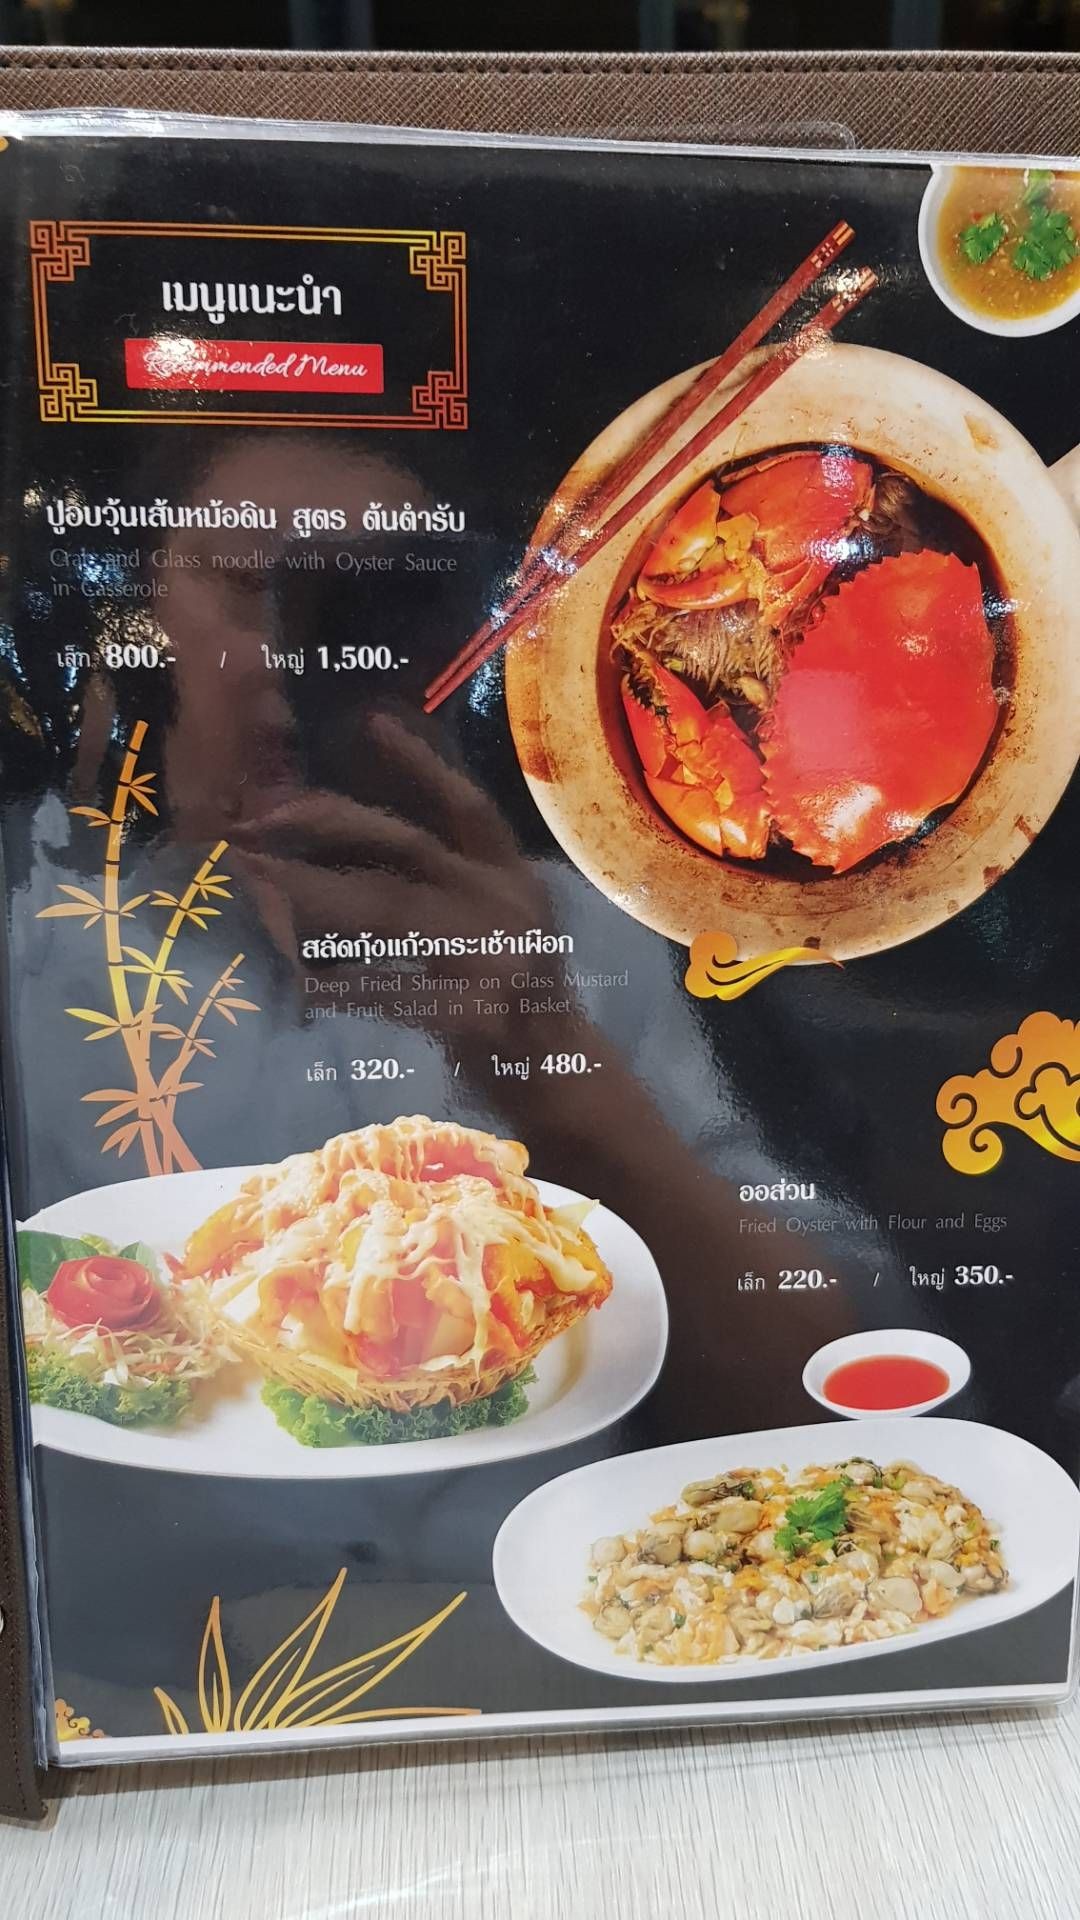 เมนูแนะนำ
Recommended Menu
ปูอบวุ้นเส้นหม้อดิน สูตร ต้นตำรับ
Crab and Glass noodle with Oyster Sauce
in Casserole
เล็ก 800.- / ใหญ่ 1,500.-
สลัดกุ้งแก้วกระเช้าเผือก
Deep Fried Shrimp on Glass Mustard
and Fruit Salad in Taro Basket
เล็ก 320.- / ใหญ่ 480.-
ออส่วน
Fried Oyster with Flour and Eggs
เล็ก 220.- / ใหญ่ 350.-